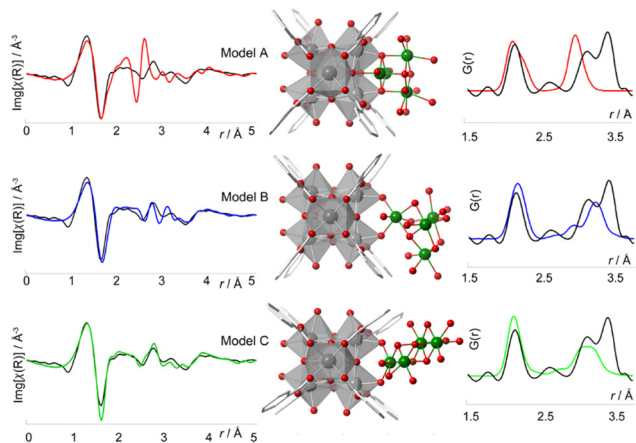 Img[χ(R)] / Å⁻³
Model A
0 1 2 3 4 5
r / Å
G(r)
1.5 2.5 3.5
r / Å
Img[χ(R)] / Å⁻³
Model B
0 1 2 3 4 5
r / Å
G(r)
1.5 2.5 3.5
r / Å
Img[χ(R)] / Å⁻³
Model C
0 1 2 3 4 5
r / Å
G(r)
1.5 2.5 3.5
r / Å